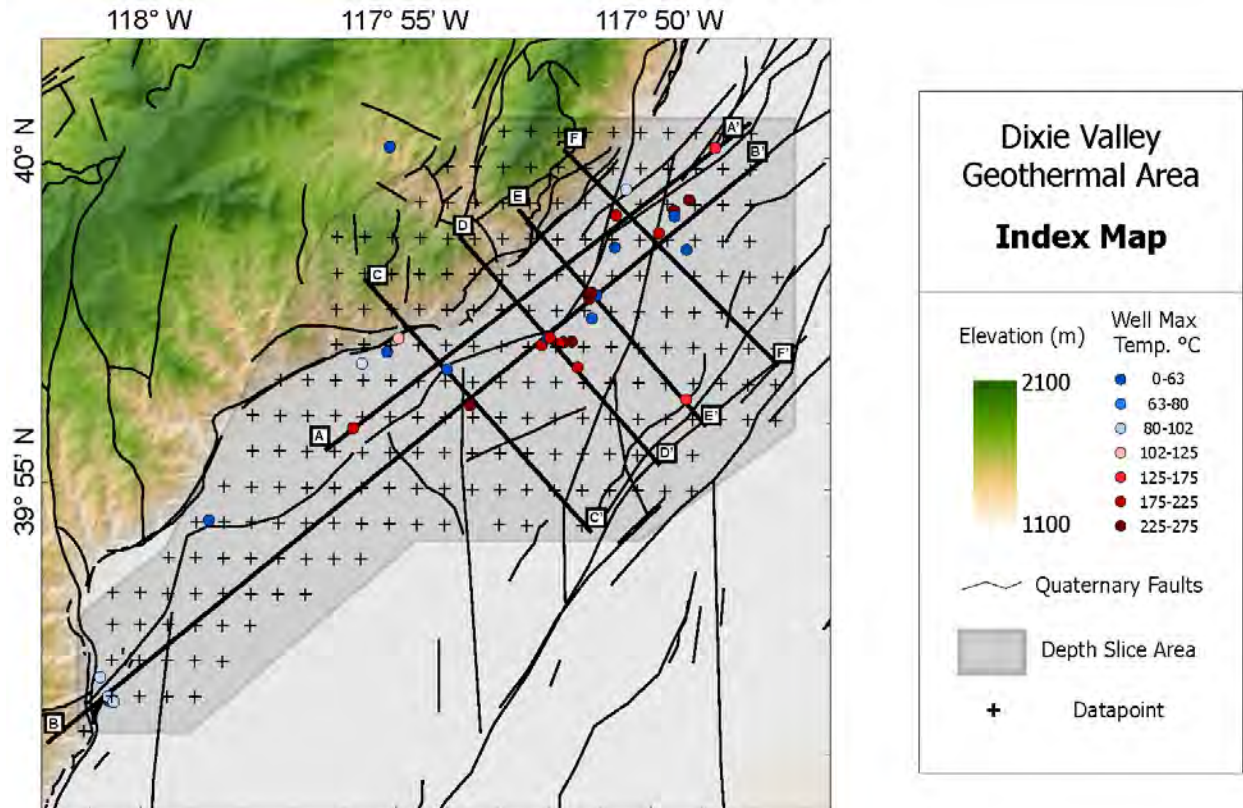 118° W 117° 55' W 117° 50' W
40° N
39° 55' N
A'
F
B'
E
D
C
F'
E'
A
D'
C'
B
Dixie Valley
Geothermal Area
Index Map
Elevation (m)
2100
1100
Well Max
Temp. °C
0-63
63-80
80-102
102-125
125-175
175-225
225-275
Quaternary Faults
Depth Slice Area
Datapoint